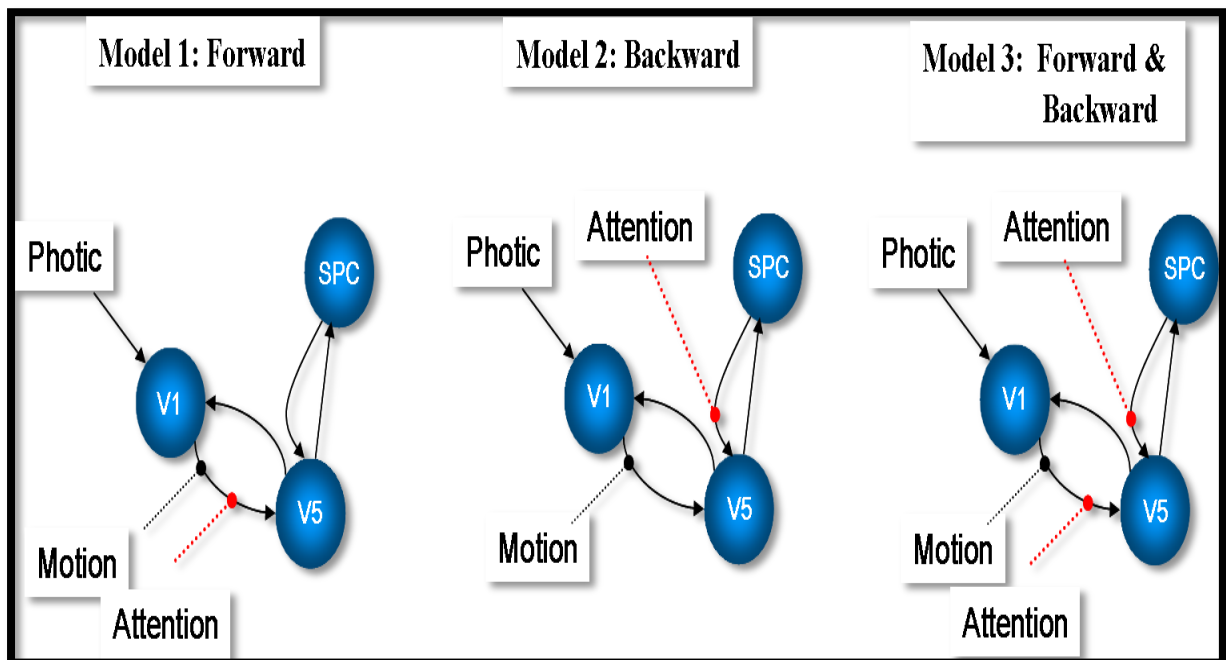 Model 1: Forward
Photic
SPC
V1
V5
Motion
Attention
Model 2: Backward
Attention
Photic
SPC
V1
V5
Motion
Model 3: Forward &
Backward
Attention
Photic
SPC
V1
V5
Motion
Attention